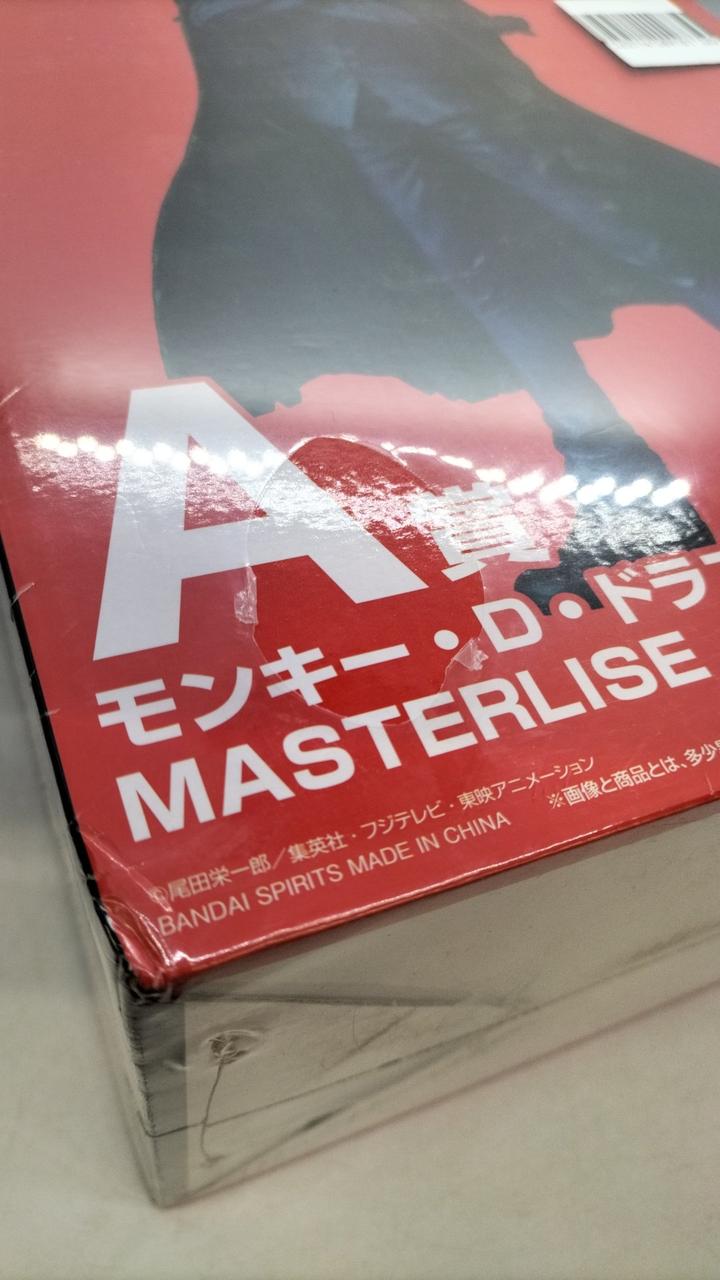 A賞
モンキー・D・ドラ
MASTERLISE
※画像と商品とは、多少
©尾田栄一郎／集英社・フジテレビ・東映アニメーション
BANDAI SPIRITS MADE IN CHINA